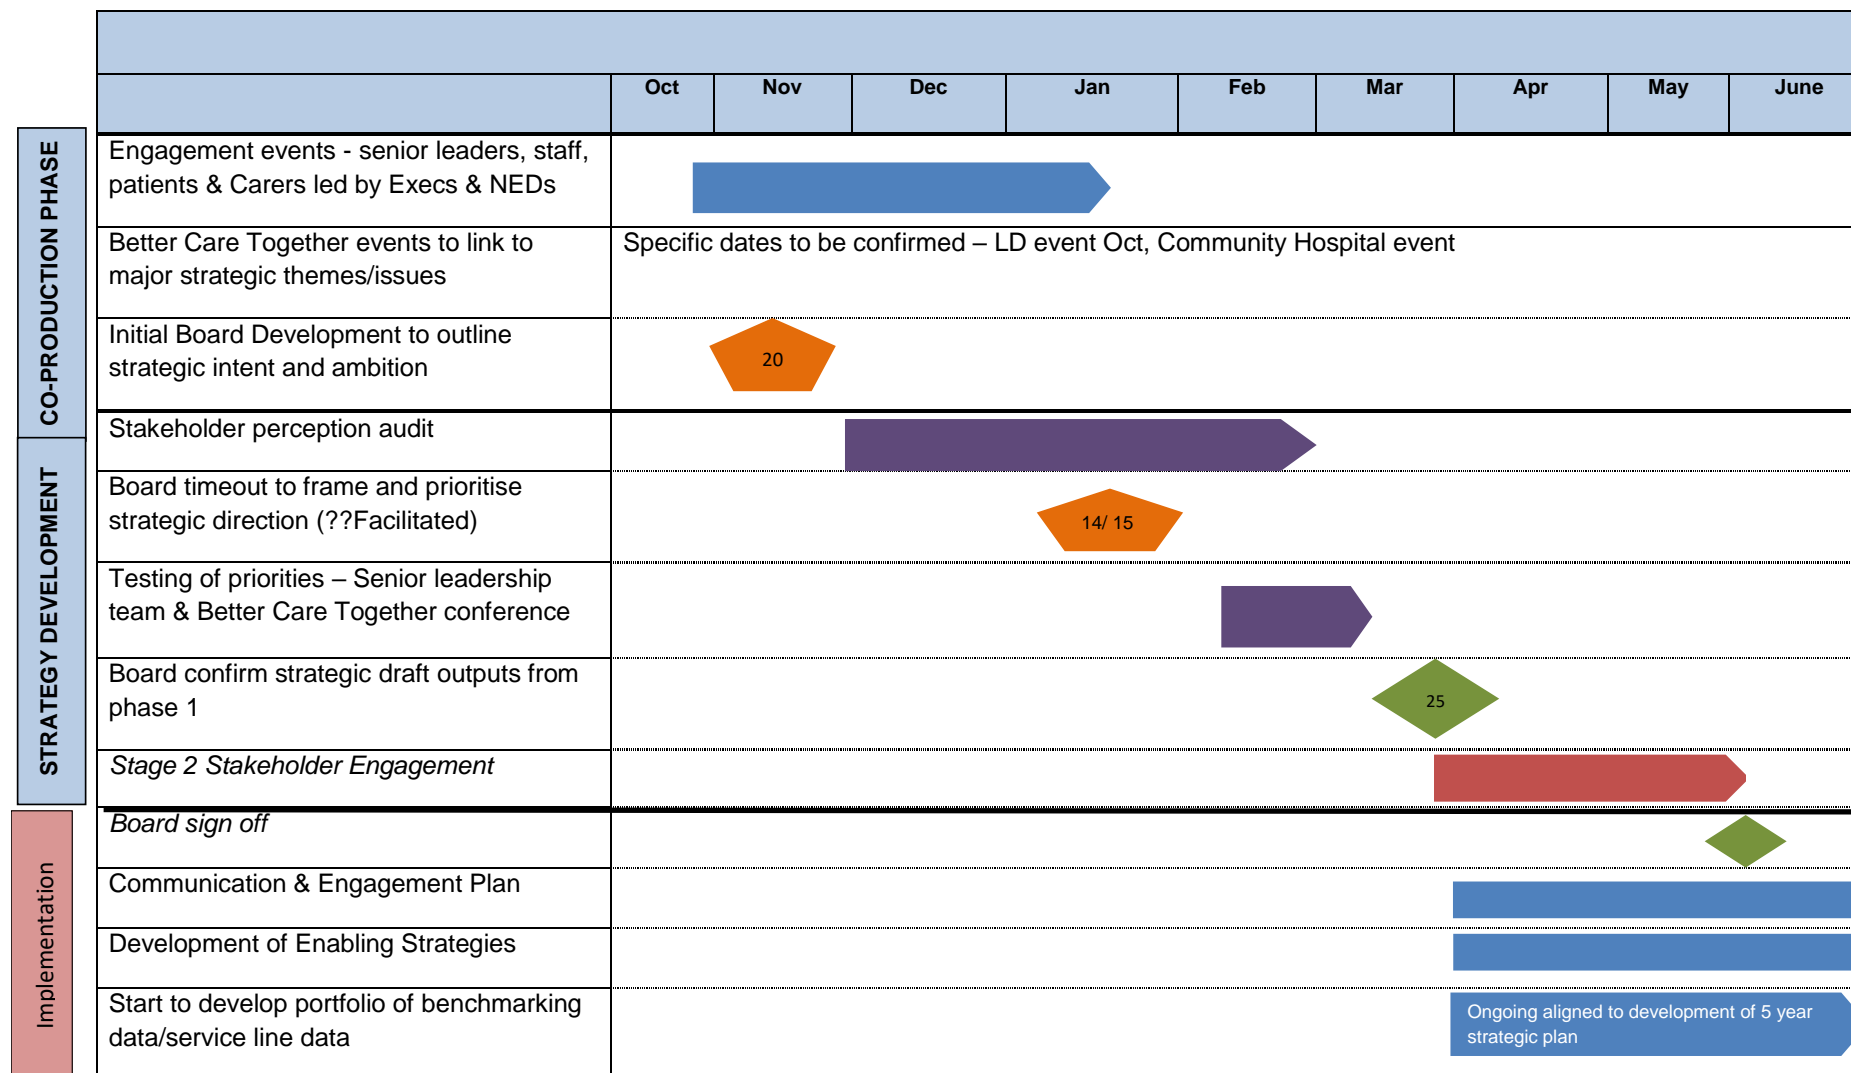 Oct Nov Dec Jan Feb Mar Apr May June
CO-PRODUCTION PHASE
Engagement events - senior leaders, staff,
patients & Carers led by Execs & NEDs
Better Care Together events to link to
major strategic themes/issues
Specific dates to be confirmed – LD event Oct, Community Hospital event
Initial Board Development to outline
strategic intent and ambition
20
STRATEGY DEVELOPMENT
Stakeholder perception audit
Board timeout to frame and prioritise
strategic direction (??Facilitated)
14/ 15
Testing of priorities – Senior leadership
team & Better Care Together conference
Board confirm strategic draft outputs from
phase 1
25
Stage 2 Stakeholder Engagement
Implementation
Board sign off
Communication & Engagement Plan
Development of Enabling Strategies
Start to develop portfolio of benchmarking
data/service line data
Ongoing aligned to development of 5 year
strategic plan